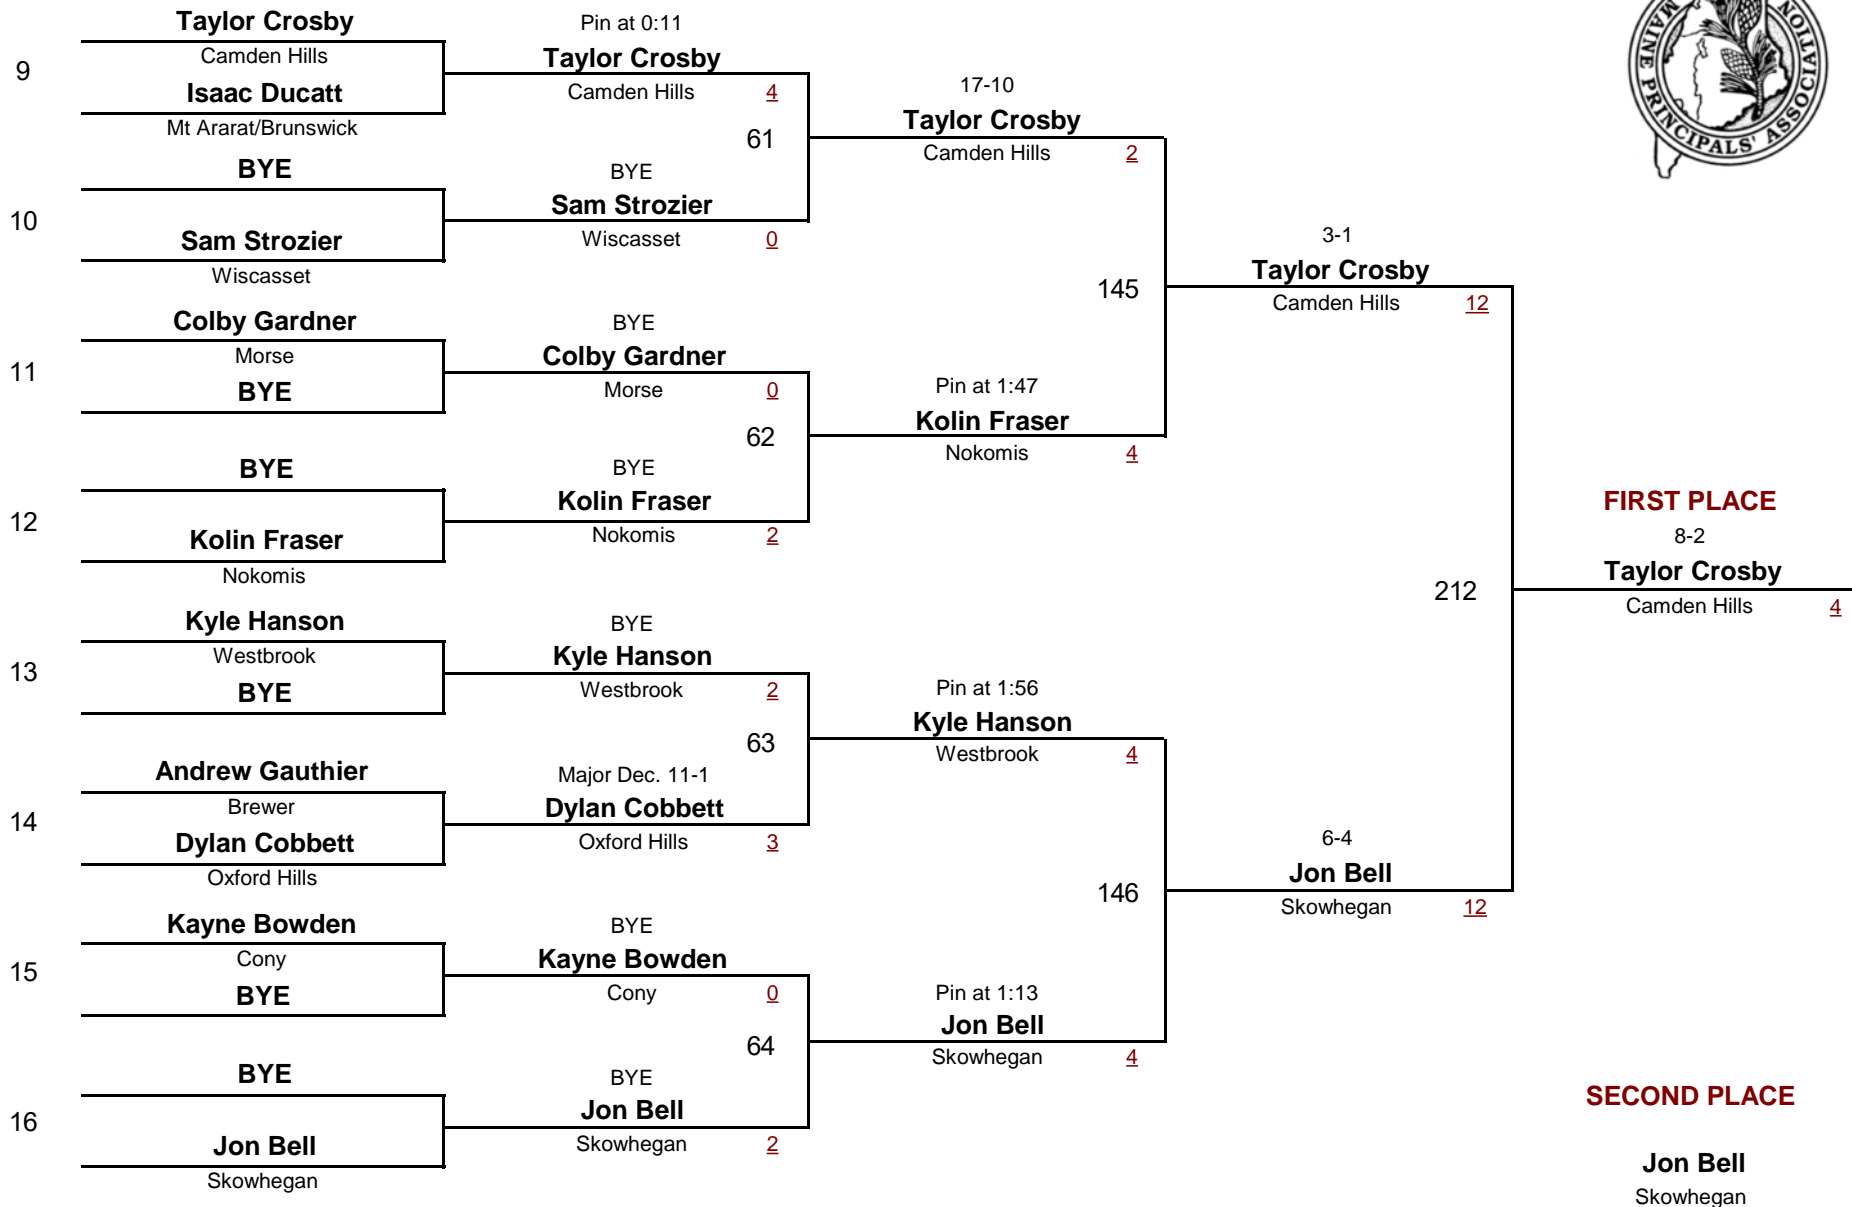 Taylor Crosby
Camden Hills
9
Isaac Ducatt
Mt Ararat/Brunswick
BYE
10
Sam Strozier
Wiscasset
Colby Gardner
Morse
11
BYE
BYE
12
Kolin Fraser
Nokomis
Kyle Hanson
Westbrook
13
BYE
Andrew Gauthier
Brewer
14
Dylan Cobbett
Oxford Hills
Kayne Bowden
Cony
15
BYE
BYE
16
Jon Bell
Skowhegan
Pin at 0:11
Taylor Crosby
Camden Hills 4
61
BYE
Sam Strozier
Wiscasset 0
BYE
Colby Gardner
Morse 0
62
BYE
Kolin Fraser
Nokomis 2
BYE
Kyle Hanson
Westbrook 2
63
Major Dec. 11-1
Dylan Cobbett
Oxford Hills 3
BYE
Kayne Bowden
Cony 0
64
BYE
Jon Bell
Skowhegan 2
17-10
Taylor Crosby
Camden Hills 2
145
Pin at 1:47
Kolin Fraser
Nokomis 4
Pin at 1:56
Kyle Hanson
Westbrook 4
146
Pin at 1:13
Jon Bell
Skowhegan 4
3-1
Taylor Crosby
Camden Hills 12
212
6-4
Jon Bell
Skowhegan 12
MAINE PRINCIPALS' ASSOCIATION
FIRST PLACE
8-2
Taylor Crosby
Camden Hills 4
SECOND PLACE
Jon Bell
Skowhegan